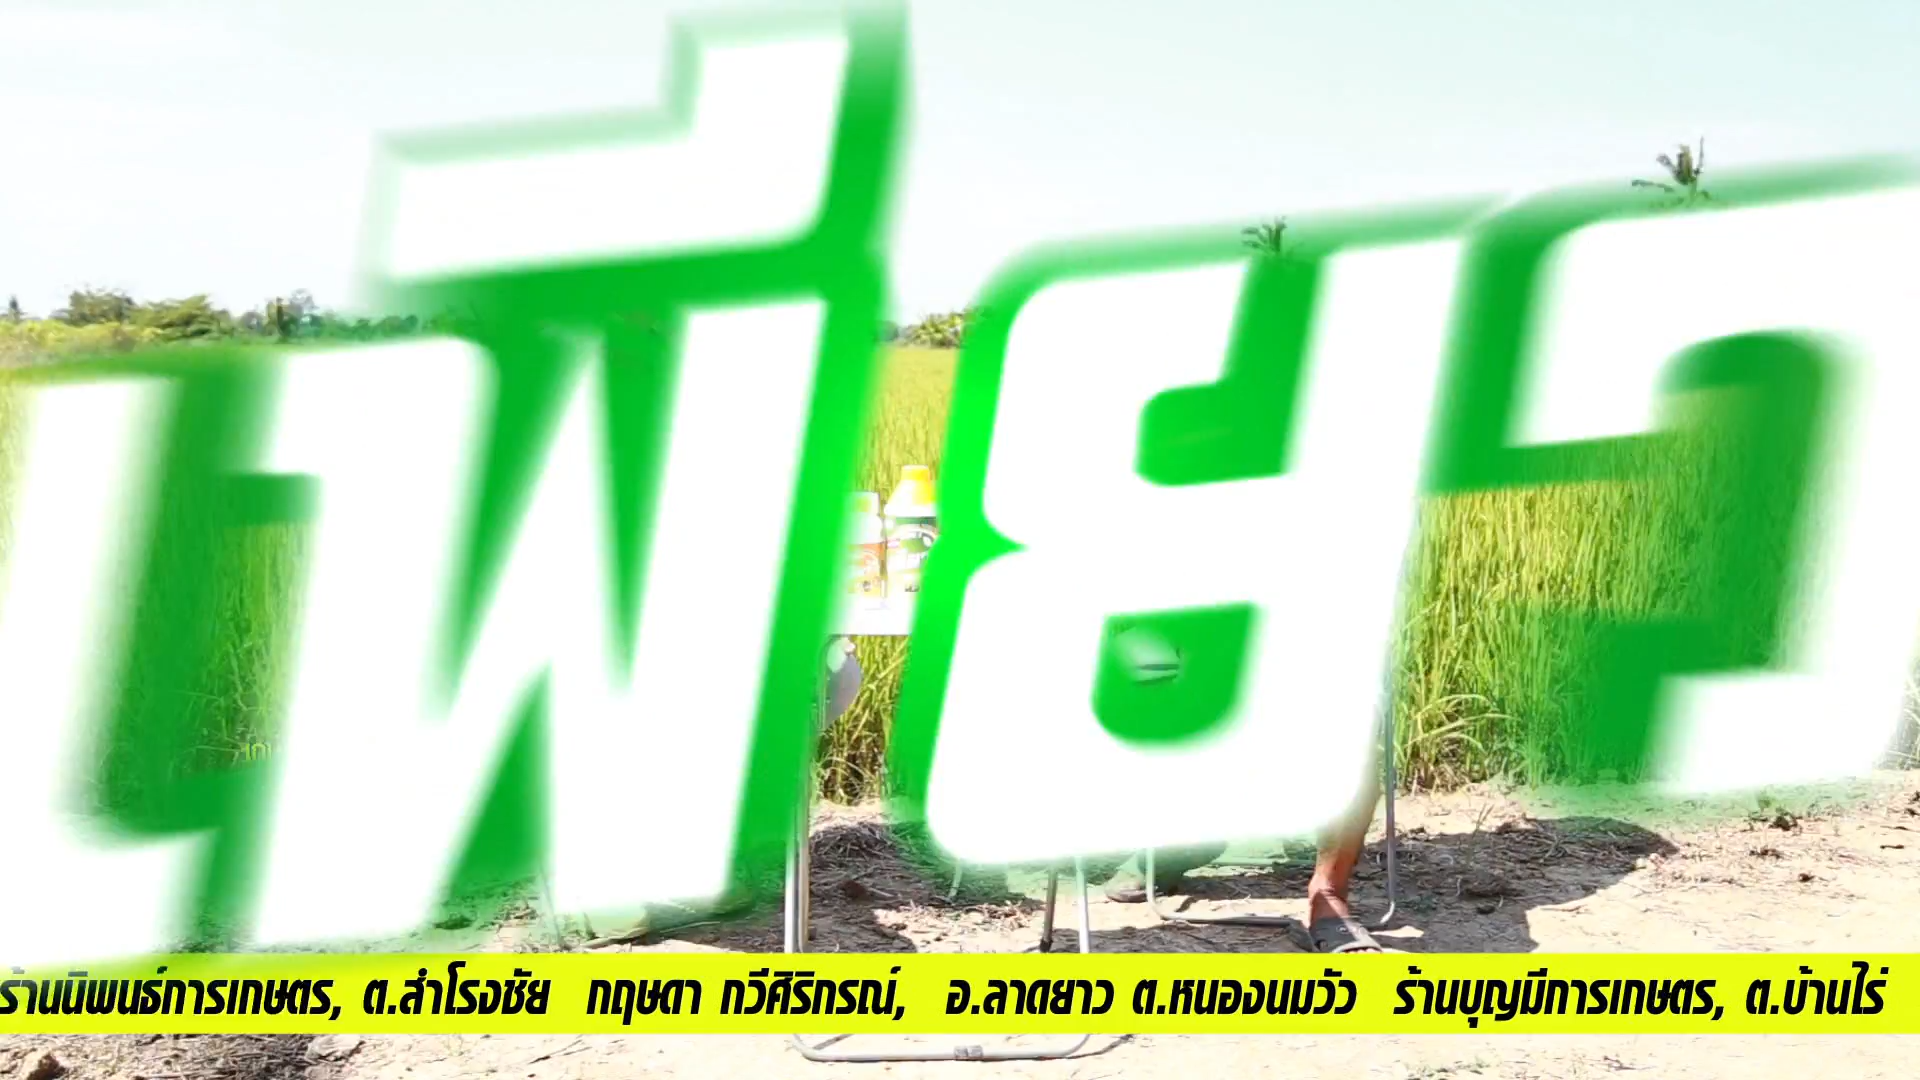 เพี่ยว
ร้านนิพนธ์การเกษตร, ต.สำโรงชัย กฤษดา กวีศิริกรณ์, อ.ลาดยาว ต.หนองนมวัว ร้านบุญมีการเกษตร, ต.บ้านไร่